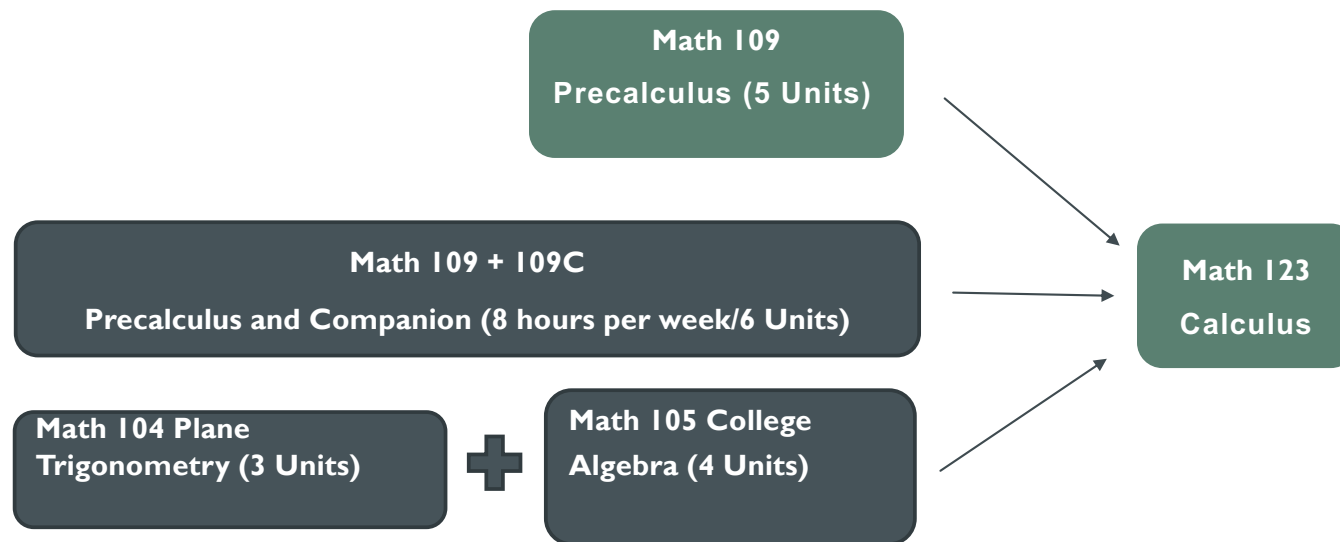 Math 109
Precalculus (5 Units)
Math 109 + 109C
Precalculus and Companion (8 hours per week/6 Units)
Math 123
Calculus
Math 104 Plane
Trigonometry (3 Units)
Math 105 College
Algebra (4 Units)